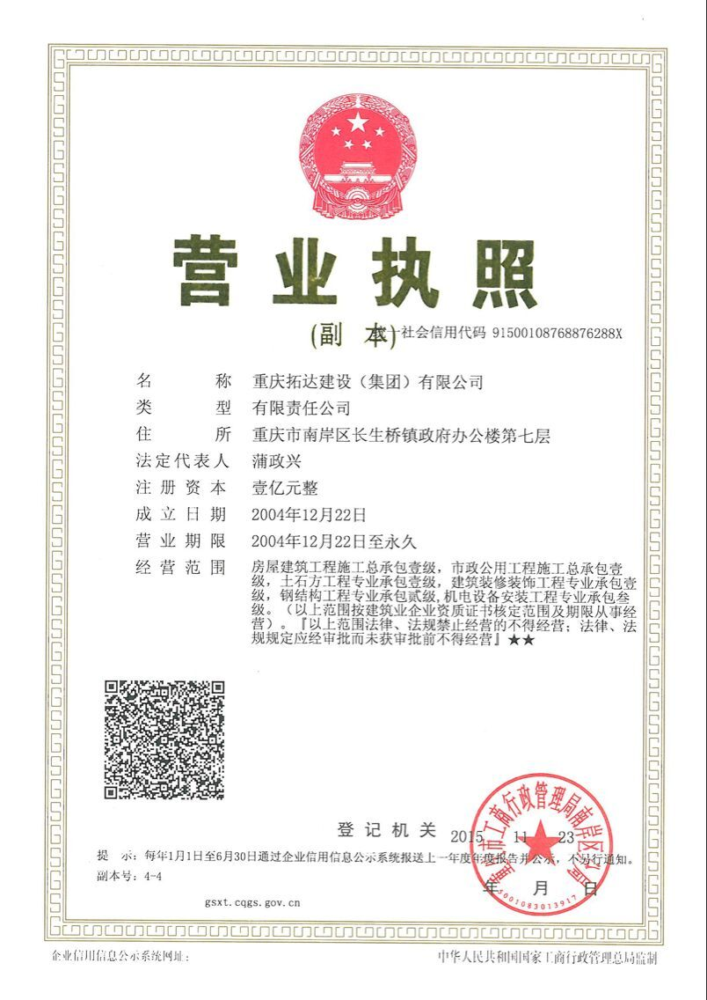 营业执照
(副 本)
统一社会信用代码 91500108768876288X
名 称 重庆拓达建设（集团）有限公司
类 型 有限责任公司
住 所 重庆市南岸区长生桥镇政府办公楼第七层
法定代表人 蒲政兴
注册资本 壹亿元整
成立日期 2004年12月22日
营业期限 2004年12月22日至永久
经营范围 房屋建筑工程施工总承包壹级，市政公用工程施工总承包壹
级，土石方工程专业承包壹级，建筑装修装饰工程专业承包壹
级，钢结构工程专业承包贰级,机电设备安装工程专业承包叁
级。（以上范围按建筑业企业资质证书核定范围及期限从事经
营）。『以上范围法律、法规禁止经营的不得经营；法律、法
规规定应经审批而未获审批前不得经营』★★
重庆市工商行政管理局南岸区分局
登记机关 2015 11 23
提 示：每年1月1日至6月30日通过企业信用信息公示系统报送上一年度年度报告并公示，不另行通知。
副本号：4-4
年 月 日
5001083013917
gsxt.cqgs.gov.cn
企业信用信息公示系统网址：
中华人民共和国国家工商行政管理总局监制